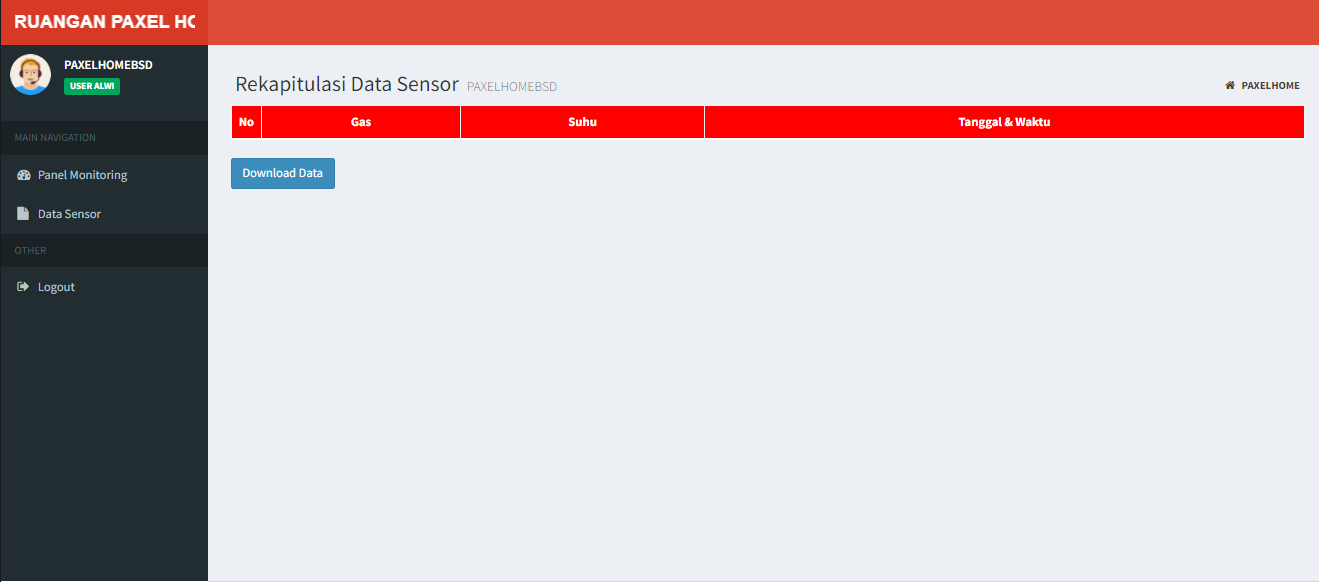 RUANGAN PAXEL HO
PAXELHOMEBSD
USER ALWI
MAIN NAVIGATION
Panel Monitoring
Data Sensor
OTHER
Logout
Rekapitulasi Data Sensor PAXELHOMEBSD
PAXELHOME
No Gas Suhu Tanggal & Waktu
Download Data